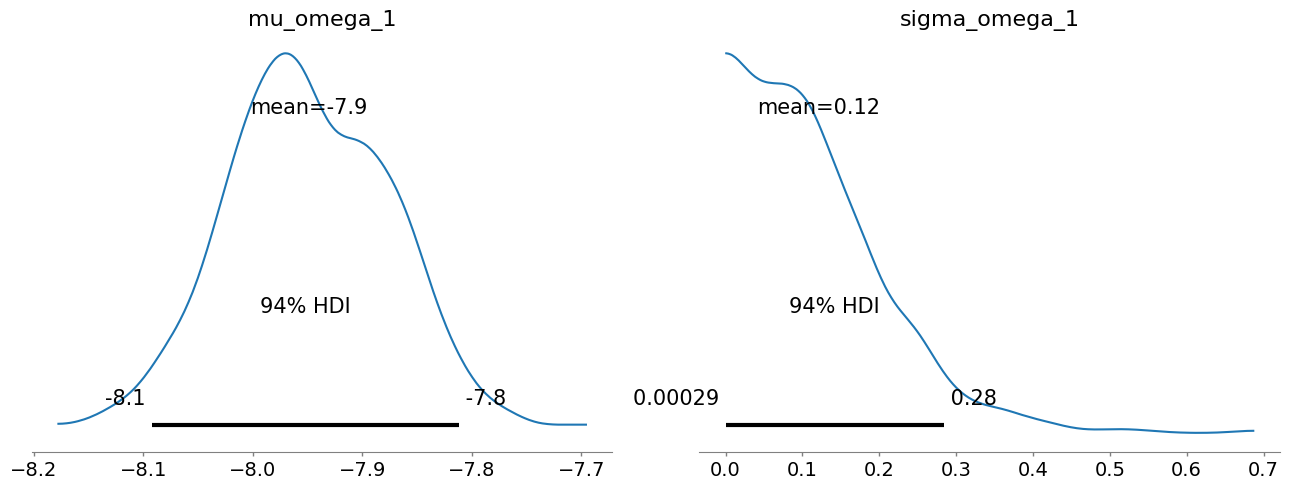 mu_omega_1
mean=-7.9
94% HDI
-8.1
-7.8
−8.2 −8.1 −8.0 −7.9 −7.8 −7.7
sigma_omega_1
mean=0.12
94% HDI
0.00029
0.28
0.0 0.1 0.2 0.3 0.4 0.5 0.6 0.7